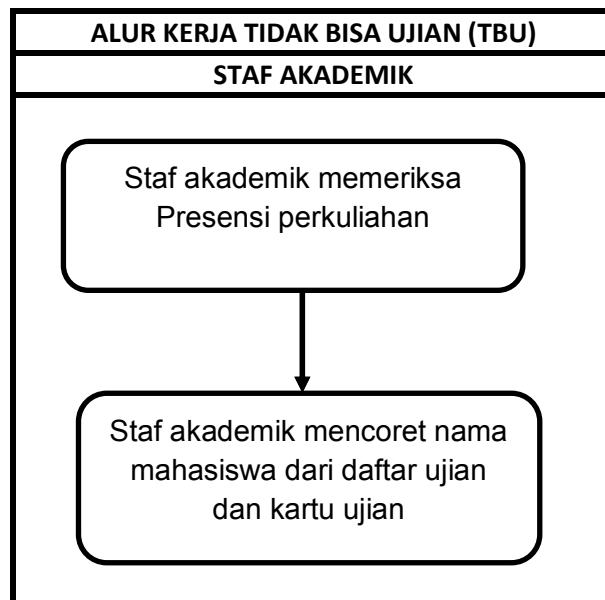 ALUR KERJA TIDAK BISA UJIAN (TBU)
STAF AKADEMIK
Staf akademik memeriksa
Presensi perkuliahan
Staf akademik mencoret nama
mahasiswa dari daftar ujian
dan kartu ujian